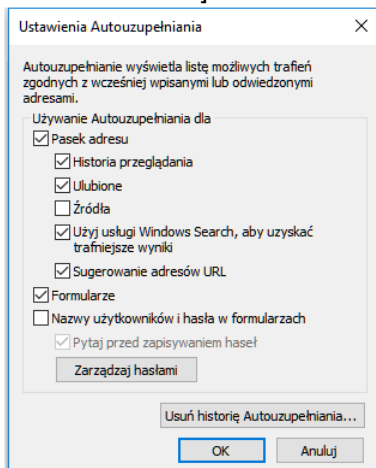 Ustawienia Autouzupełniania
Autouzupełnianie wyświetla listę możliwych trafień
zgodnych z wcześniej wpisanymi lub odwiedzonymi
adresami.
Używanie Autouzupełniania dla
Pasek adresu
Historia przeglądania
Ulubione
Źródła
Użyj usługi Windows Search, aby uzyskać
trafniejsze wyniki
Sugerowanie adresów URL
Formularze
Nazwy użytkowników i hasła w formularzach
Pytaj przed zapisywaniem haseł
Zarządzaj hasłami
Usuń historię Autouzupełniania...
OK Anuluj